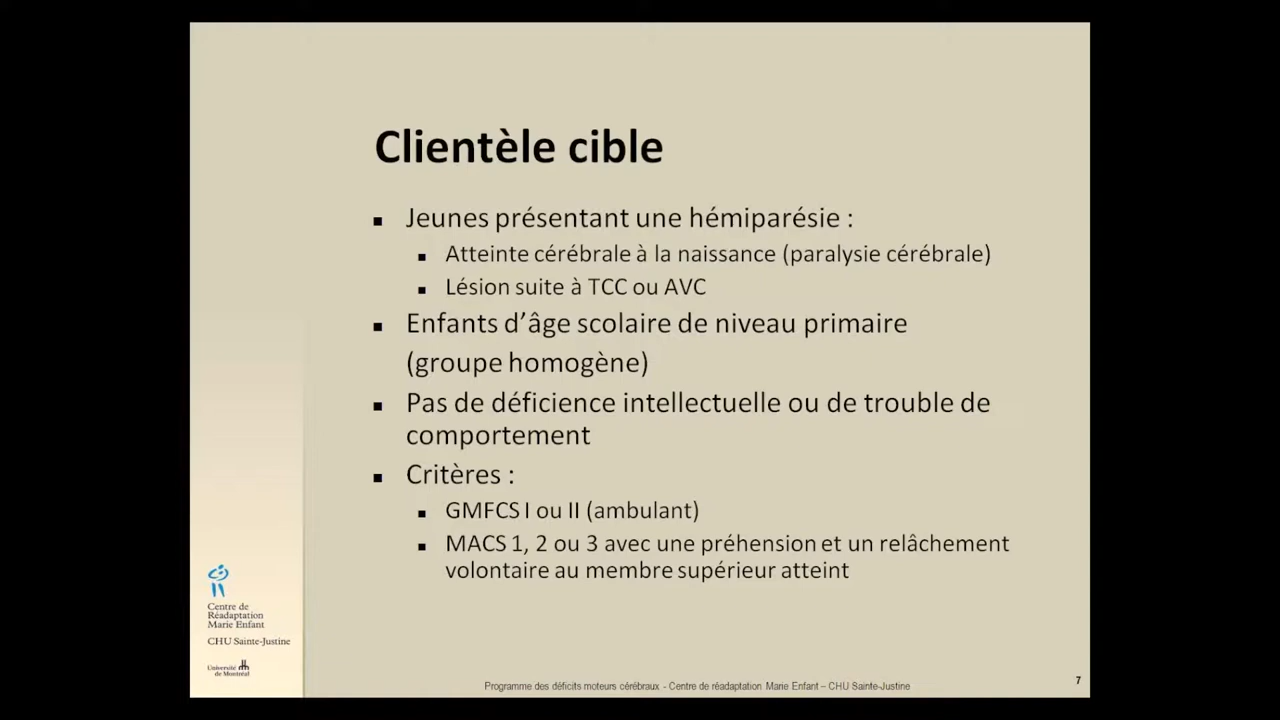 Clientèle cible
Jeunes présentant une hémiparésie :
Atteinte cérébrale à la naissance (paralysie cérébrale)
Lésion suite à TCC ou AVC
Enfants d’âge scolaire de niveau primaire
(groupe homogène)
Pas de déficience intellectuelle ou de trouble de
comportement
Critères :
GMFCS I ou II (ambulant)
MACS 1, 2 ou 3 avec une préhension et un relâchement
volontaire au membre supérieur atteint
Centre de
Réadaptation
Marie Enfant
CHU Sainte-Justine
Université
de Montréal
Programme des déficits moteurs cérébraux - Centre de réadaptation Marie Enfant – CHU Sainte-Justine
7